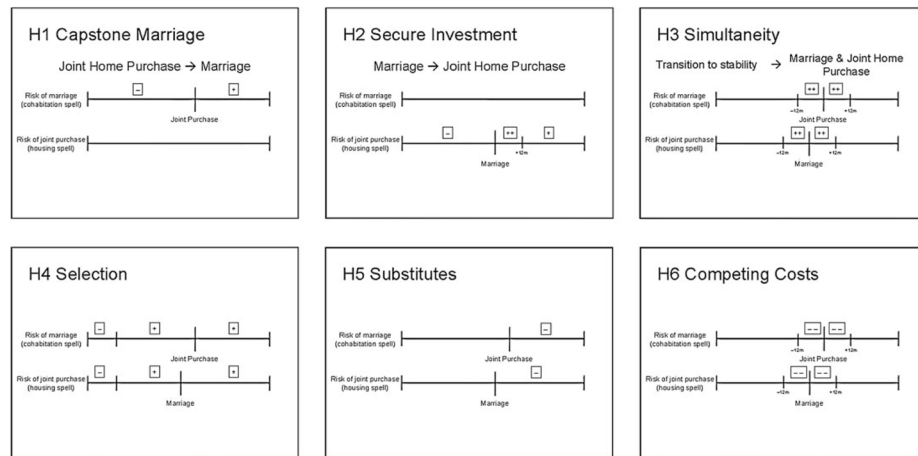 H1 Capstone Marriage
Joint Home Purchase → Marriage
Risk of marriage
(cohabitation spell)
–
+
Joint Purchase
Risk of joint purchase
(housing spell)
H2 Secure Investment
Marriage → Joint Home Purchase
Risk of marriage
(cohabitation spell)
Risk of joint purchase
(housing spell)
–
++
+
+12m
Marriage
H3 Simultaneity
Transition to stability → Marriage & Joint Home
Purchase
Risk of marriage
(cohabitation spell)
++
++
–12m
+12m
Joint Purchase
Risk of joint purchase
(housing spell)
++
++
–12m
+12m
Marriage
H4 Selection
Risk of marriage
(cohabitation spell)
–
+
+
Joint Purchase
Risk of joint purchase
(housing spell)
–
+
+
Marriage
H5 Substitutes
Risk of marriage
(cohabitation spell)
–
Joint Purchase
Risk of joint purchase
(housing spell)
–
Marriage
H6 Competing Costs
Risk of marriage
(cohabitation spell)
– –
– –
–12m
+12m
Joint Purchase
Risk of joint purchase
(housing spell)
– –
– –
–12m
+12m
Marriage